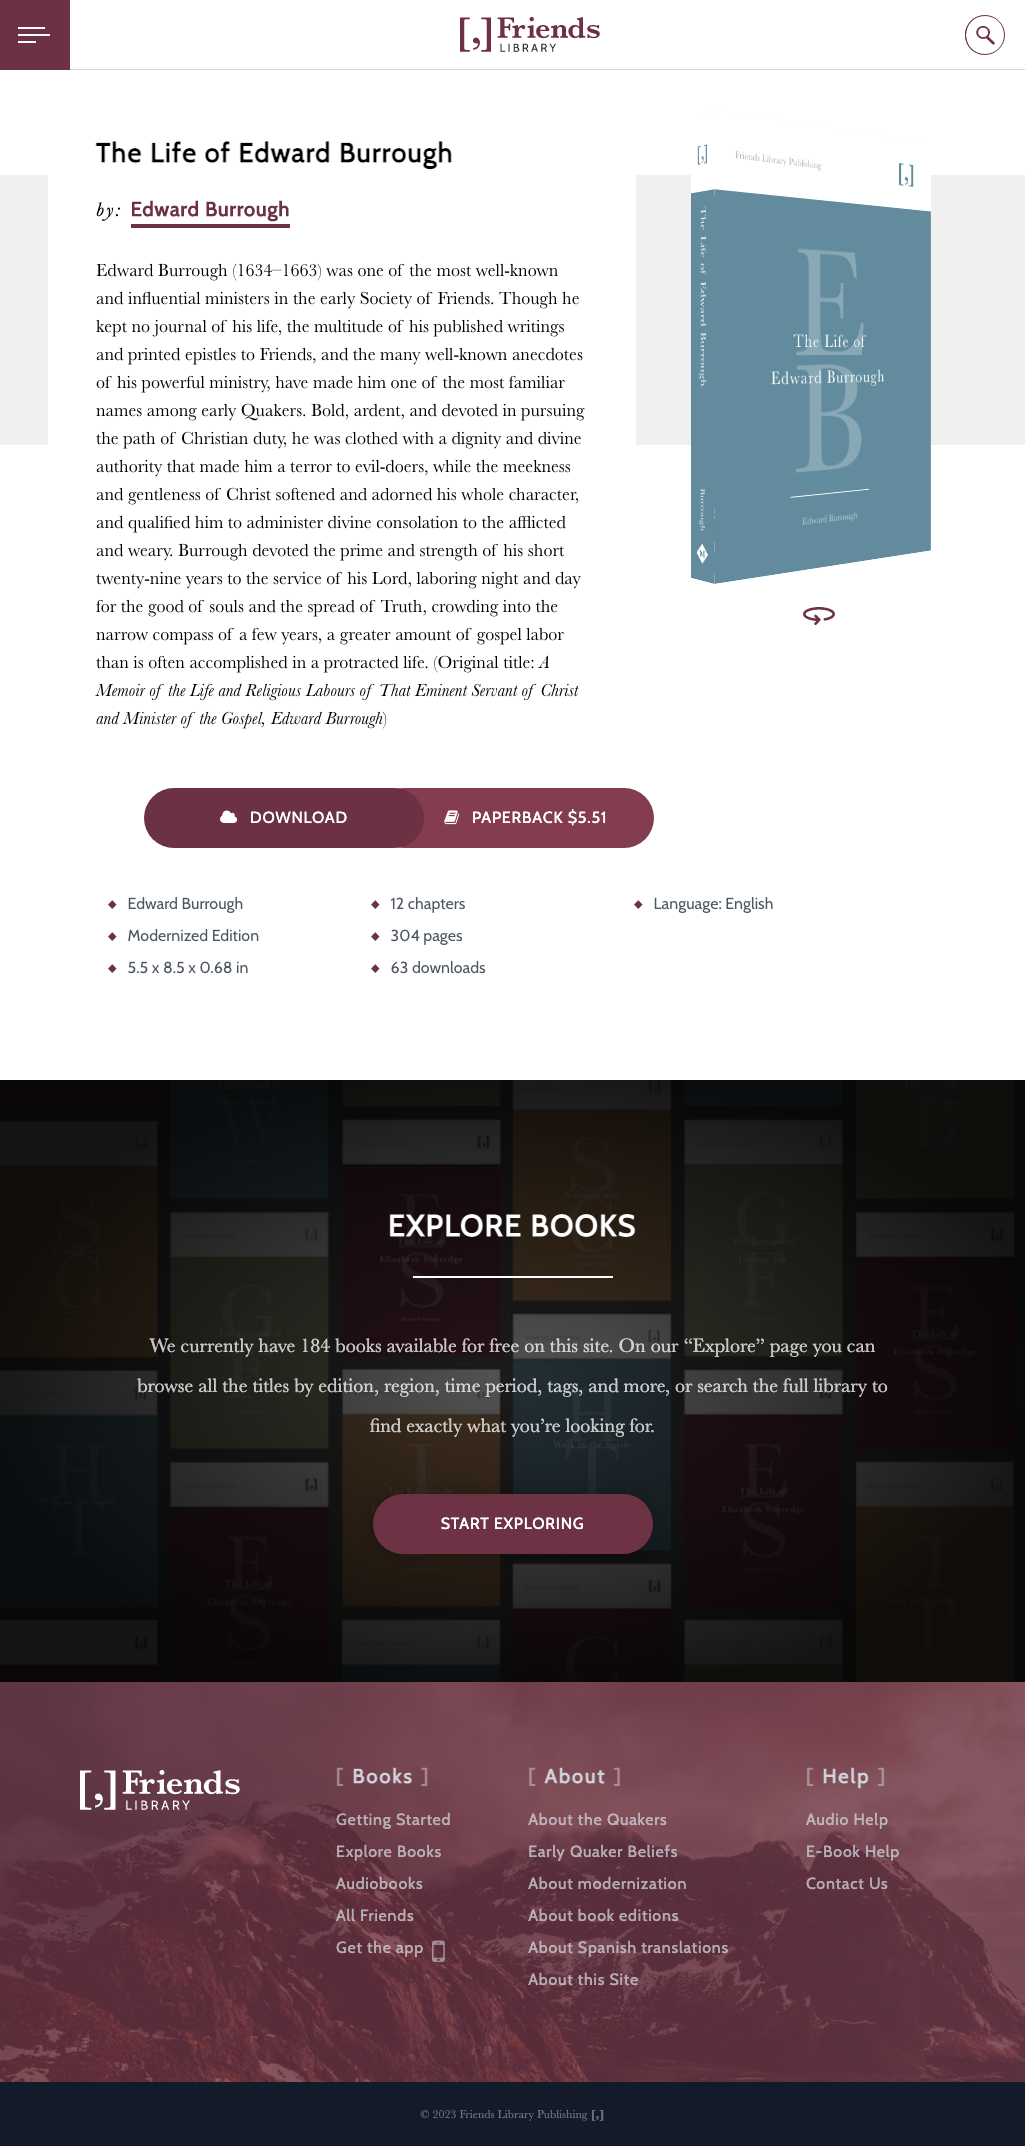 [,] Friends
LIBRARY
The Life of Edward Burrough
by: Edward Burrough
Edward Burrough (1634–1663) was one of the most well-known
and influential ministers in the early Society of Friends. Though he
kept no journal of his life, the multitude of his published writings
and printed epistles to Friends, and the many well-known anecdotes
of his powerful ministry, have made him one of the most familiar
names among early Quakers. Bold, ardent, and devoted in pursuing
the path of Christian duty, he was clothed with a dignity and divine
authority that made him a terror to evil-doers, while the meekness
and gentleness of Christ softened and adorned his whole character,
and qualified him to administer divine consolation to the afflicted
and weary. Burrough devoted the prime and strength of his short
twenty-nine years to the service of his Lord, laboring night and day
for the good of souls and the spread of Truth, crowding into the
narrow compass of a few years, a greater amount of gospel labor
than is often accomplished in a protracted life. (Original title: A
Memoir of the Life and Religious Labours of That Eminent Servant of Christ
and Minister of the Gospel, Edward Burrough)
[,]
Friends Library Publishing
[,]
The Life of Edward Burrough
Burrough
M
E
B
The Life of
Edward Burrough
Edward Burrough
DOWNLOAD
PAPERBACK $5.51
Edward Burrough
Modernized Edition
5.5 x 8.5 x 0.68 in
12 chapters
304 pages
63 downloads
Language: English
EXPLORE BOOKS
We currently have 184 books available for free on this site. On our “Explore” page you can
browse all the titles by edition, region, time period, tags, and more, or search the full library to
find exactly what you’re looking for.
START EXPLORING
[,] Friends
LIBRARY
[ Books ]
Getting Started
Explore Books
Audiobooks
All Friends
Get the app
[ About ]
About the Quakers
Early Quaker Beliefs
About modernization
About book editions
About Spanish translations
About this Site
[ Help ]
Audio Help
E-Book Help
Contact Us
© 2023 Friends Library Publishing [,]